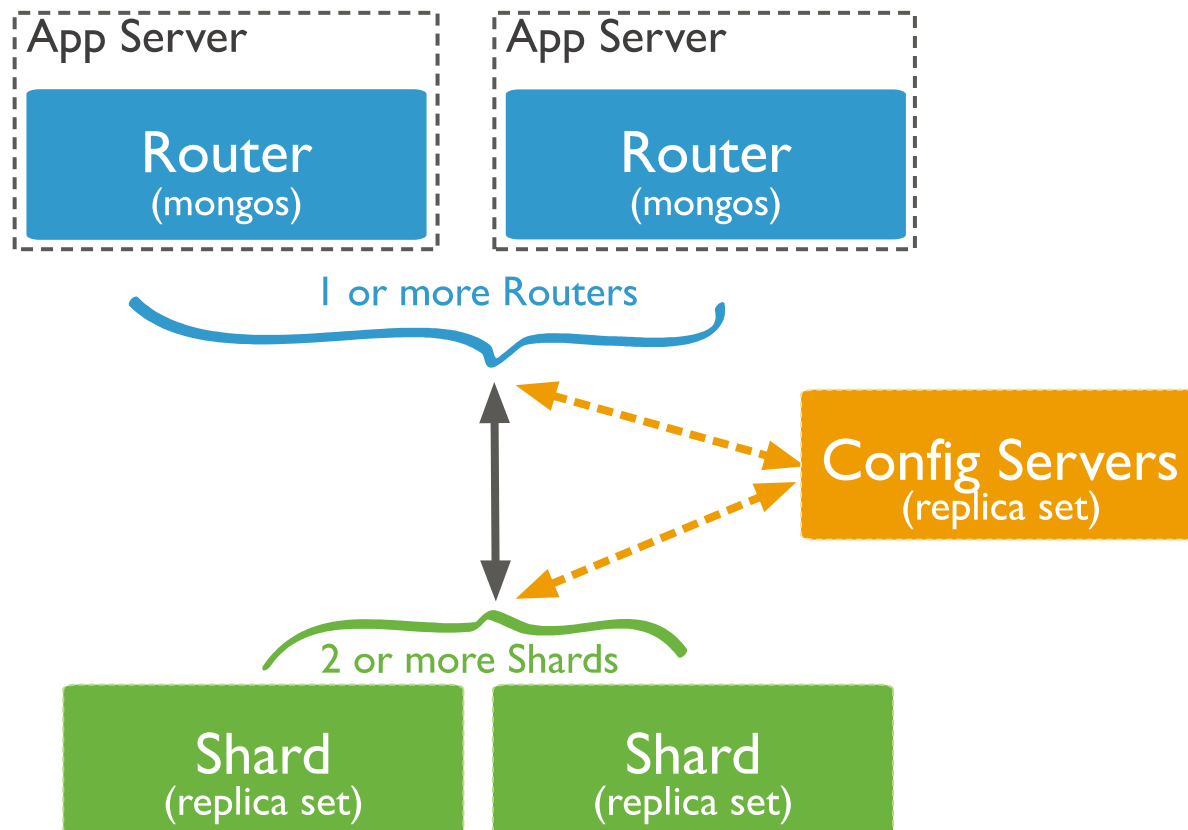 App Server
App Server
Router
(mongos)
Router
(mongos)
1 or more Routers
Config Servers
(replica set)
2 or more Shards
Shard
(replica set)
Shard
(replica set)